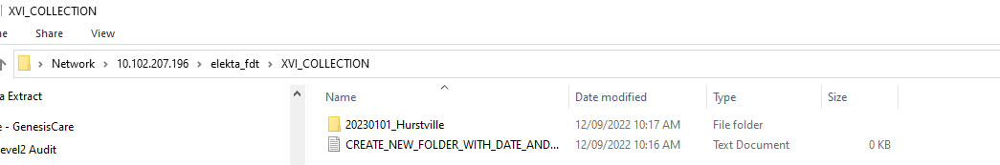 XVI_COLLECTION
Share View
Network > 10.102.207.196 > elekta_fdt > XVI_COLLECTION
Extract
Name Date modified Type Size
20230101_Hurstville 12/09/2022 10:17 AM File folder
- GenesisCare
CREATE_NEW_FOLDER_WITH_DATE_AND... 12/09/2022 10:16 AM Text Document 0 KB
evel2 Audit